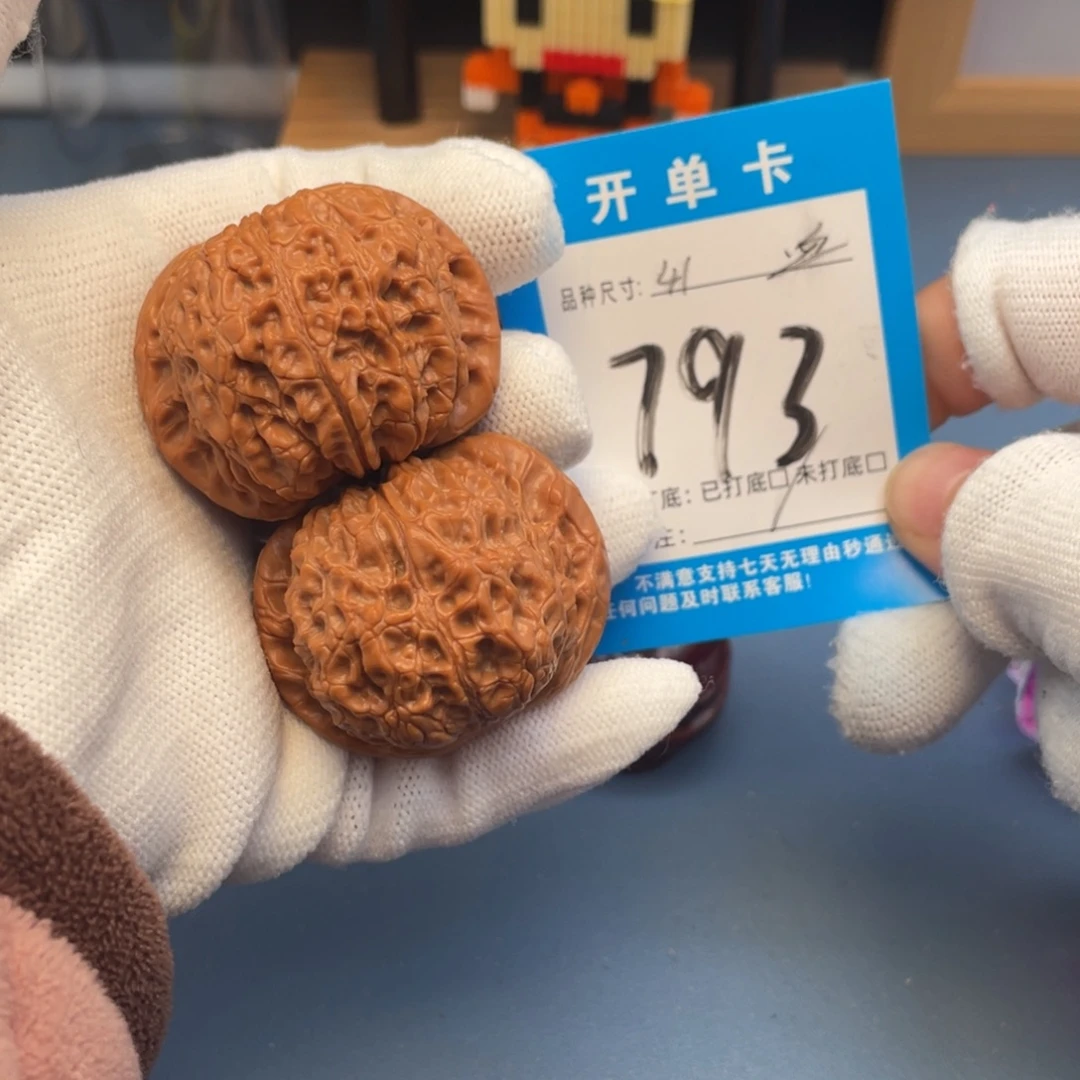 开单卡
品种尺寸: 41
793
底: 已打底□ 未打底□
注:
不满意支持七天无理由秒通过
任何问题及时联系客服!